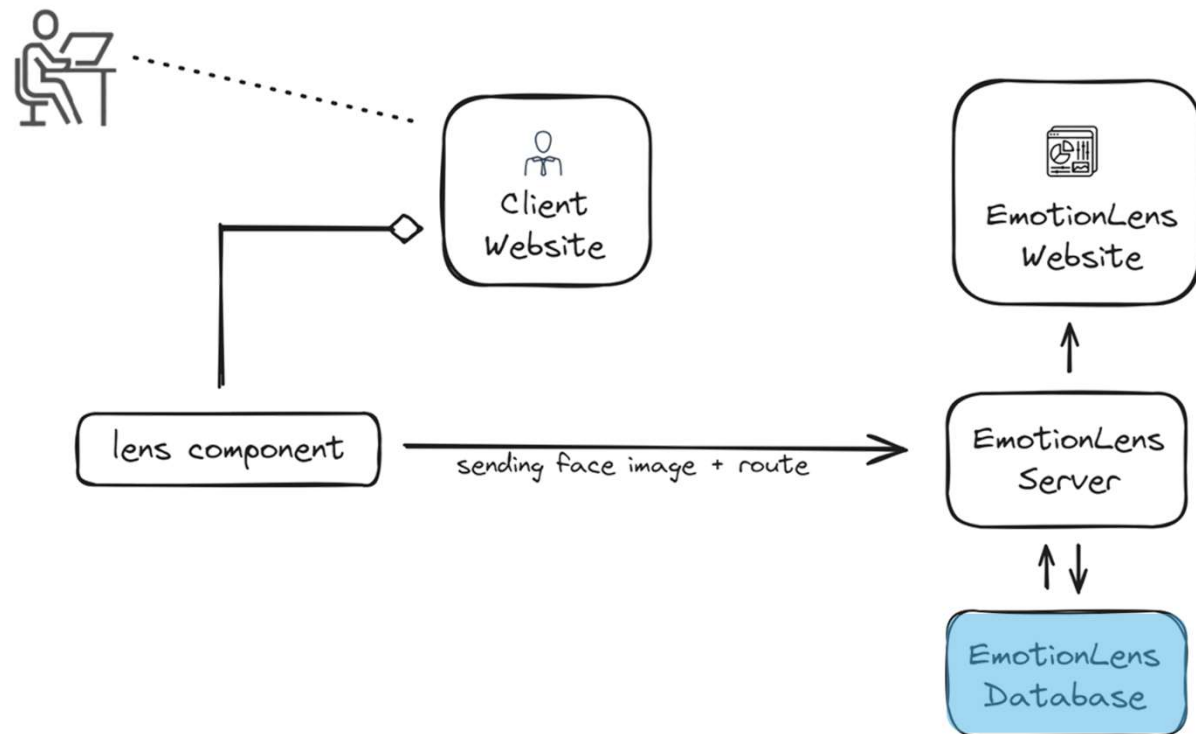 Client
Website
EmotionLens
Website
lens component
sending face image + route
EmotionLens
Server
EmotionLens
Database